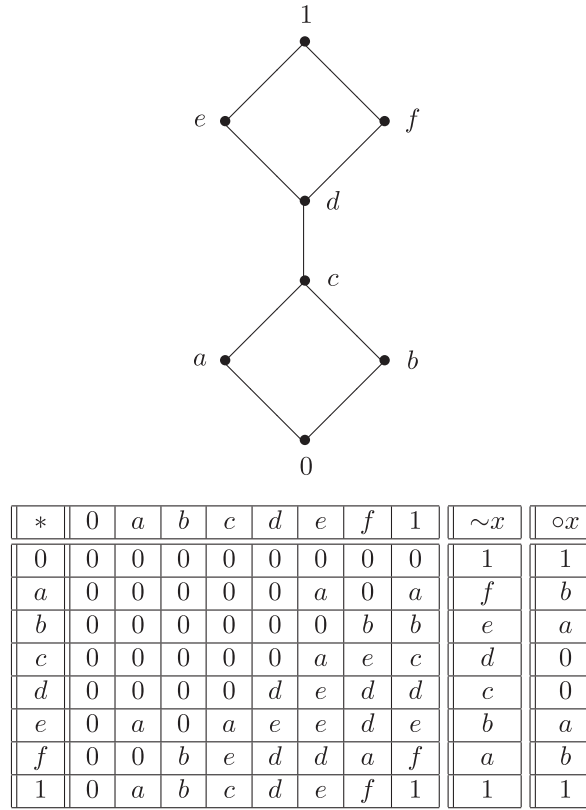 1
e f
d
c
a b
0
* 0 a b c d e f 1 ∼x ∘x
0 0 0 0 0 0 0 0 0 1 1
a 0 0 0 0 0 a 0 a f b
b 0 0 0 0 0 0 b b e a
c 0 0 0 0 0 a e c d 0
d 0 0 0 0 d e d d c 0
e 0 a 0 a e e d e b a
f 0 0 b e d d a f a b
1 0 a b c d e f 1 1 1